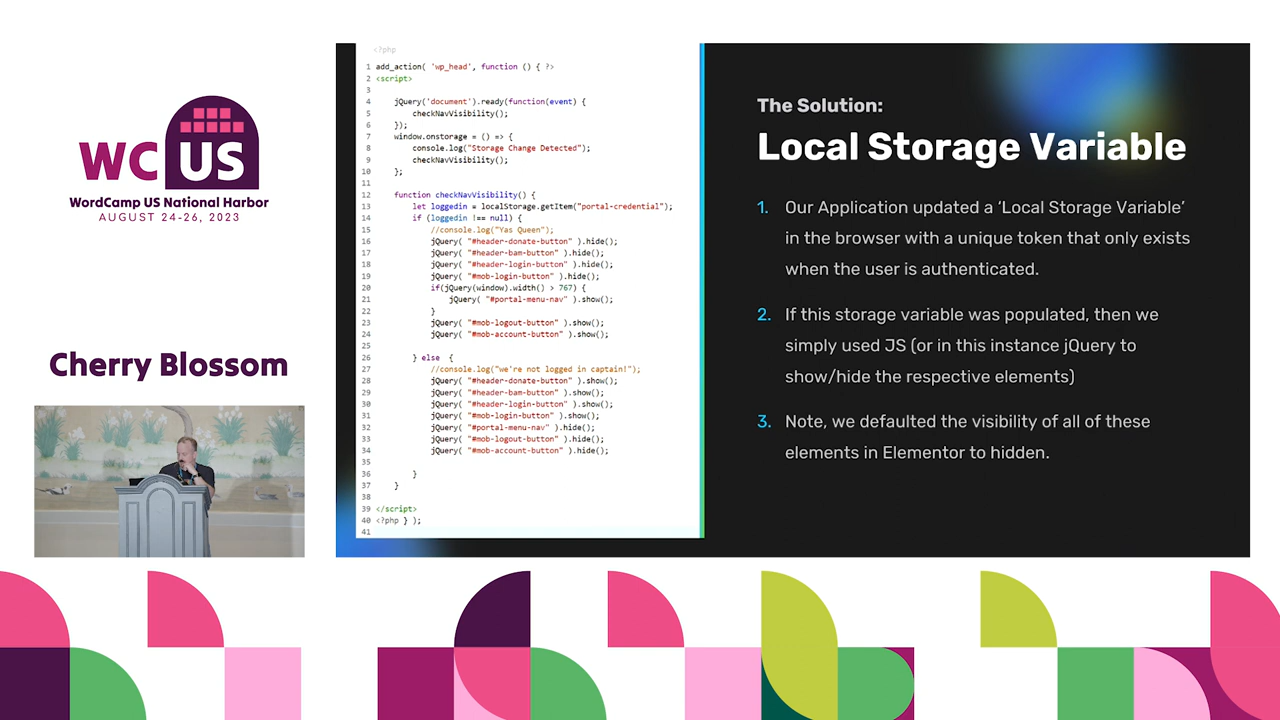 WC US
WordCamp US National Harbor
AUGUST 24-26, 2023
Cherry Blossom
<?php
1 add_action( 'wp_head', function () { ?>
2 <script>
3
4 jQuery('document').ready(function(event) {
5 checkNavVisibility();
6 });
7 window.onstorage = () => {
8 console.log("Storage Change Detected");
9 checkNavVisibility();
10 };
11
12 function checkNavVisibility() {
13 let loggedin = localStorage.getItem("portal-credential");
14 if (loggedin !== null) {
15 //console.log("Yas Queen");
16 jQuery( "#header-donate-button" ).hide();
17 jQuery( "#header-bam-button" ).hide();
18 jQuery( "#header-login-button" ).hide();
19 jQuery( "#mob-login-button" ).hide();
20 if(jQuery(window).width() > 767) {
21 jQuery( "#portal-menu-nav" ).show();
22 }
23 jQuery( "#mob-logout-button" ).show();
24 jQuery( "#mob-account-button" ).show();
25
26 } else {
27 //console.log("we're not logged in captain!");
28 jQuery( "#header-donate-button" ).show();
29 jQuery( "#header-bam-button" ).show();
30 jQuery( "#header-login-button" ).show();
31 jQuery( "#mob-login-button" ).show();
32 jQuery( "#portal-menu-nav" ).hide();
33 jQuery( "#mob-logout-button" ).hide();
34 jQuery( "#mob-account-button" ).hide();
35
36 }
37 }
38
39 </script>
40 <?php } );
41
The Solution:
Local Storage Variable
1. Our Application updated a ‘Local Storage Variable’
in the browser with a unique token that only exists
when the user is authenticated.
2. If this storage variable was populated, then we
simply used JS (or in this instance jQuery to
show/hide the respective elements)
3. Note, we defaulted the visibility of all of these
elements in Elementor to hidden.